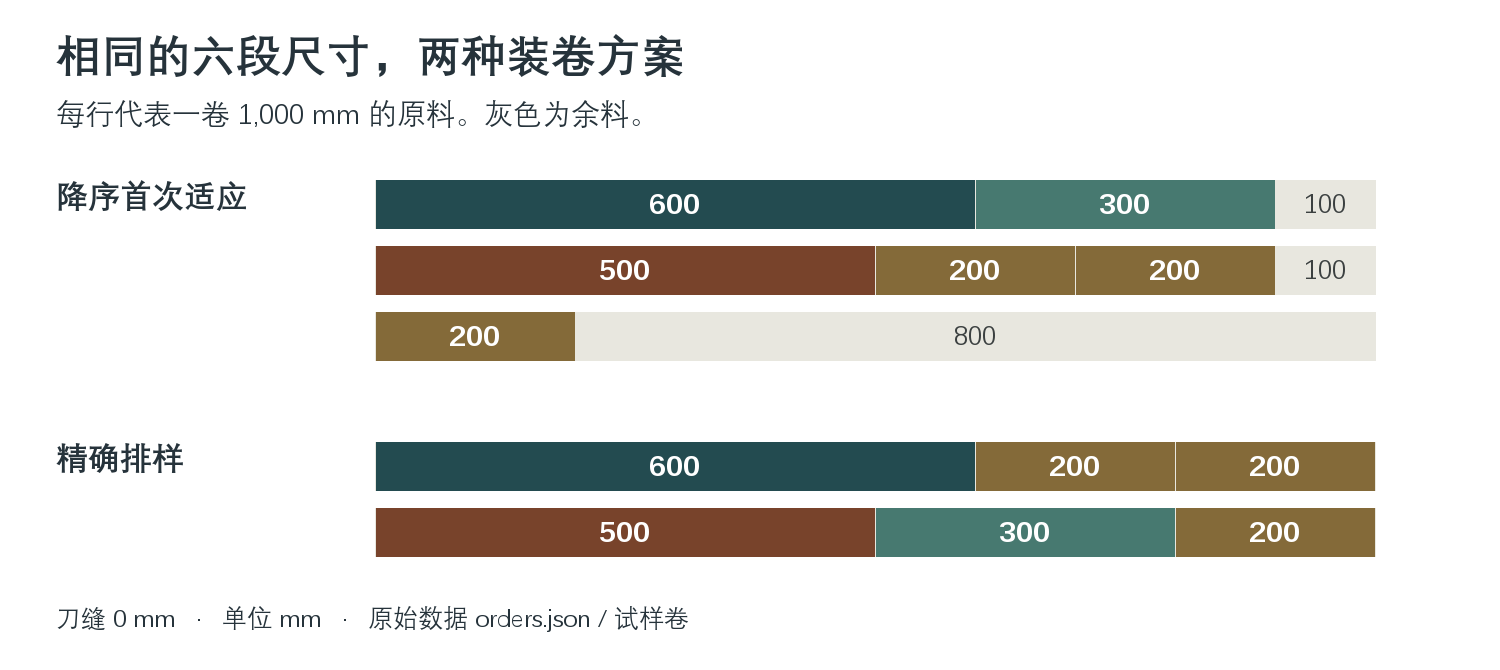 相同的六段尺寸，两种装卷方案
每行代表一卷 1,000 mm 的原料。灰色为余料。
降序首次适应
600 300 100
500 200 200 100
200 800
精确排样
600 200 200
500 300 200
刀缝 0 mm · 单位 mm · 原始数据 orders.json / 试样卷